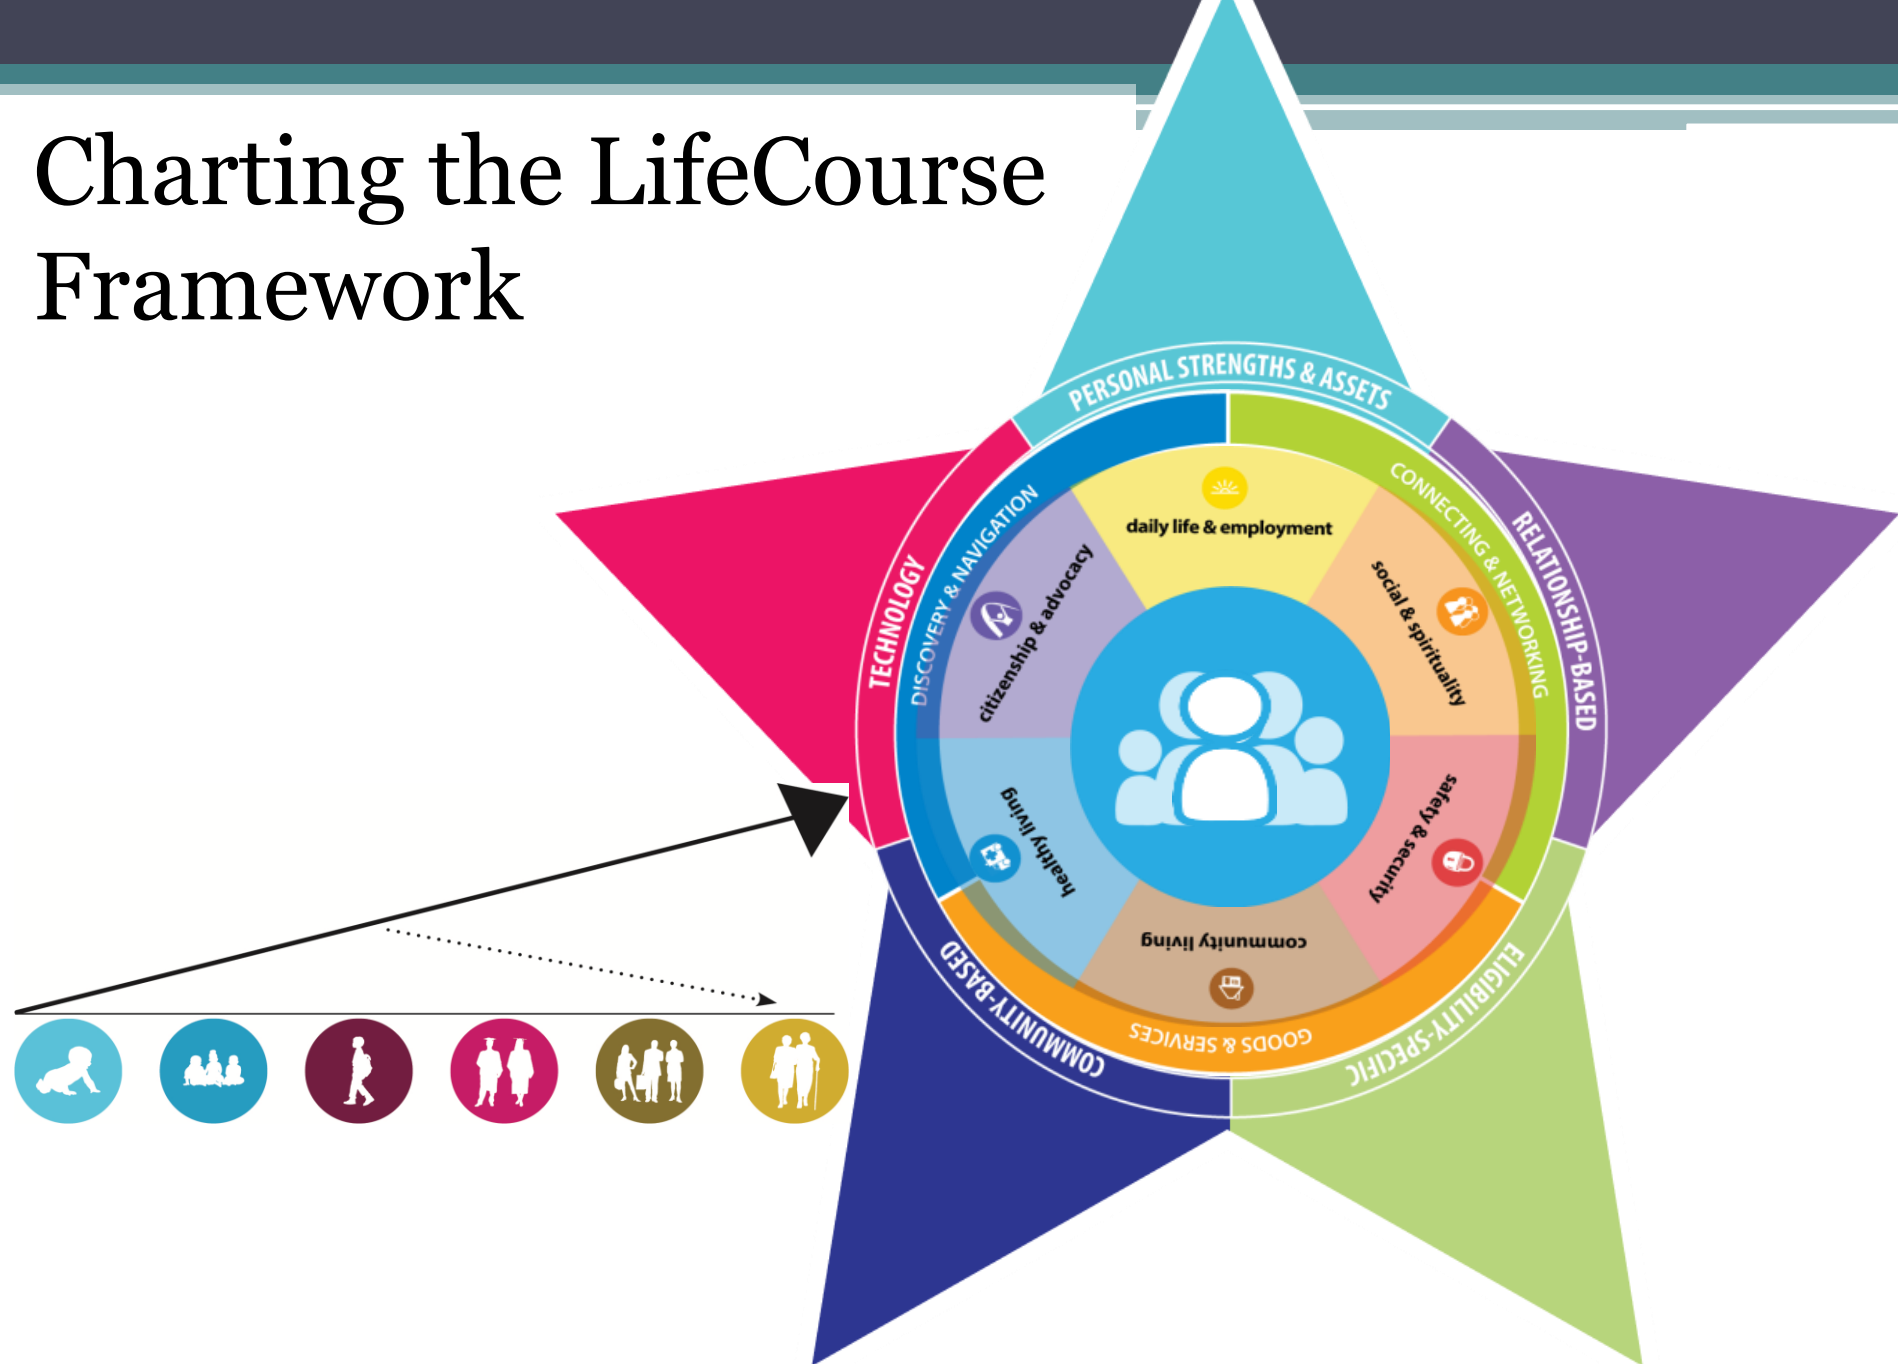 Charting the LifeCourse
Framework
PERSONAL STRENGTHS & ASSETS
TECHNOLOGY
RELATIONSHIP-BASED
DISCOVERY & NAVIGATION
CONNECTING & NETWORKING
daily life & employment
citizenship & advocacy
social & spirituality
healthy living
safety & security
community living
GOODS & SERVICES
COMMUNITY-BASED
ELIGIBILITY-SPECIFIC